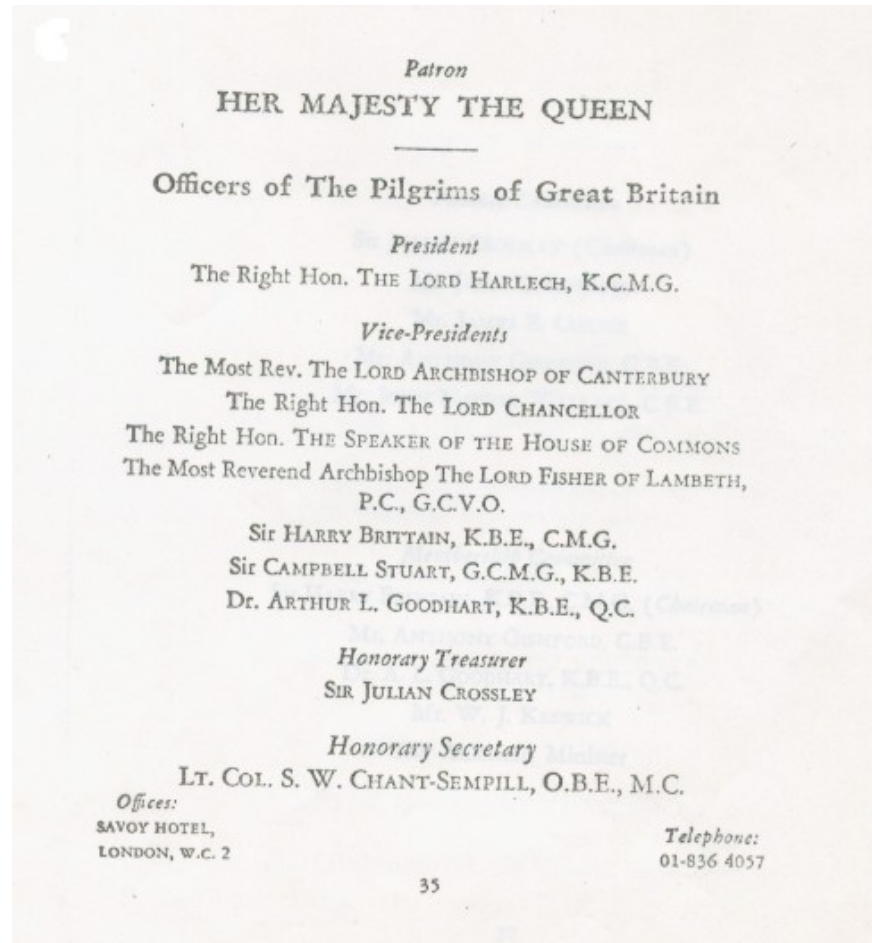 Patron
HER MAJESTY THE QUEEN
Officers of The Pilgrims of Great Britain
President
The Right Hon. THE LORD HARLECH, K.C.M.G.
Vice-Presidents
The Most Rev. The LORD ARCHBISHOP OF CANTERBURY
The Right Hon. The LORD CHANCELLOR
The Right Hon. THE SPEAKER OF THE HOUSE OF COMMONS
The Most Reverend Archbishop The LORD FISHER OF LAMBETH,
P.C., G.C.V.O.
Sir HARRY BRITTAIN, K.B.E., C.M.G.
Sir CAMPBELL STUART, G.C.M.G., K.B.E.
Dr. ARTHUR L. GOODHART, K.B.E., Q.C.
Honorary Treasurer
SIR JULIAN CROSSLEY
Honorary Secretary
LT. COL. S. W. CHANT-SEMPILL, O.B.E., M.C.
Offices:
SAVOY HOTEL,
LONDON, W.C. 2
Telephone:
01-836 4057
35